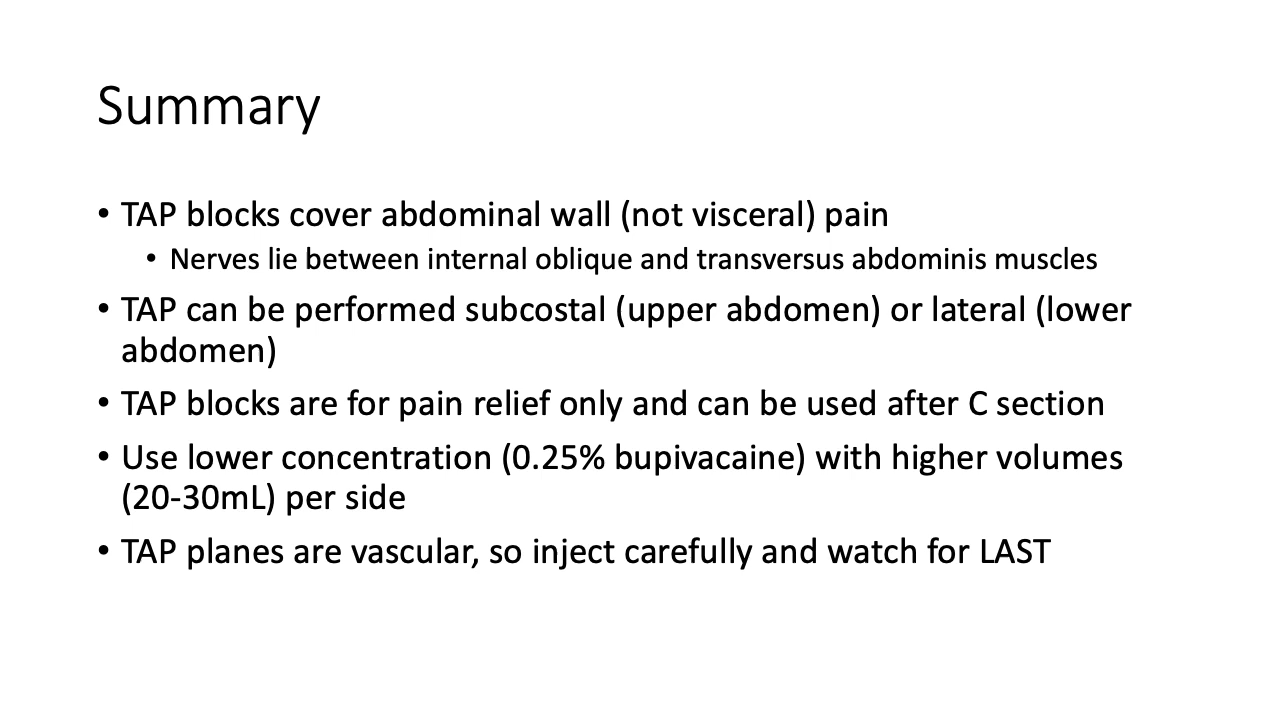 Summary
• TAP blocks cover abdominal wall (not visceral) pain
• Nerves lie between internal oblique and transversus abdominis muscles
• TAP can be performed subcostal (upper abdomen) or lateral (lower
abdomen)
• TAP blocks are for pain relief only and can be used after C section
• Use lower concentration (0.25% bupivacaine) with higher volumes
(20-30mL) per side
• TAP planes are vascular, so inject carefully and watch for LAST